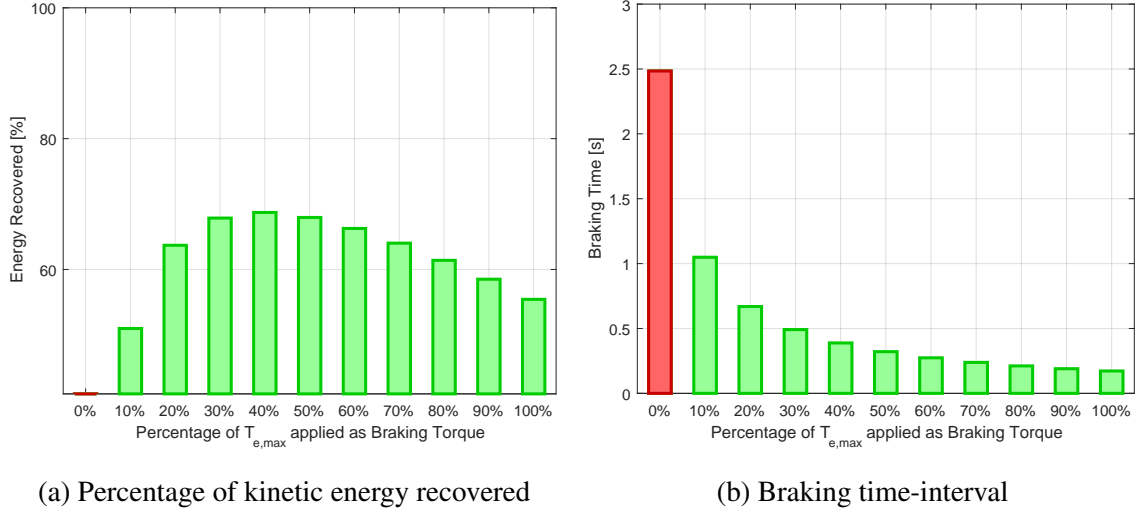 100
80
60
Energy Recovered [%]
0% 10% 20% 30% 40% 50% 60% 70% 80% 90% 100%
Percentage of T_e,max applied as Braking Torque
(a) Percentage of kinetic energy recovered
3
2.5
2
1.5
1
0.5
0
Braking Time [s]
0% 10% 20% 30% 40% 50% 60% 70% 80% 90% 100%
Percentage of T_e,max applied as Braking Torque
(b) Braking time-interval